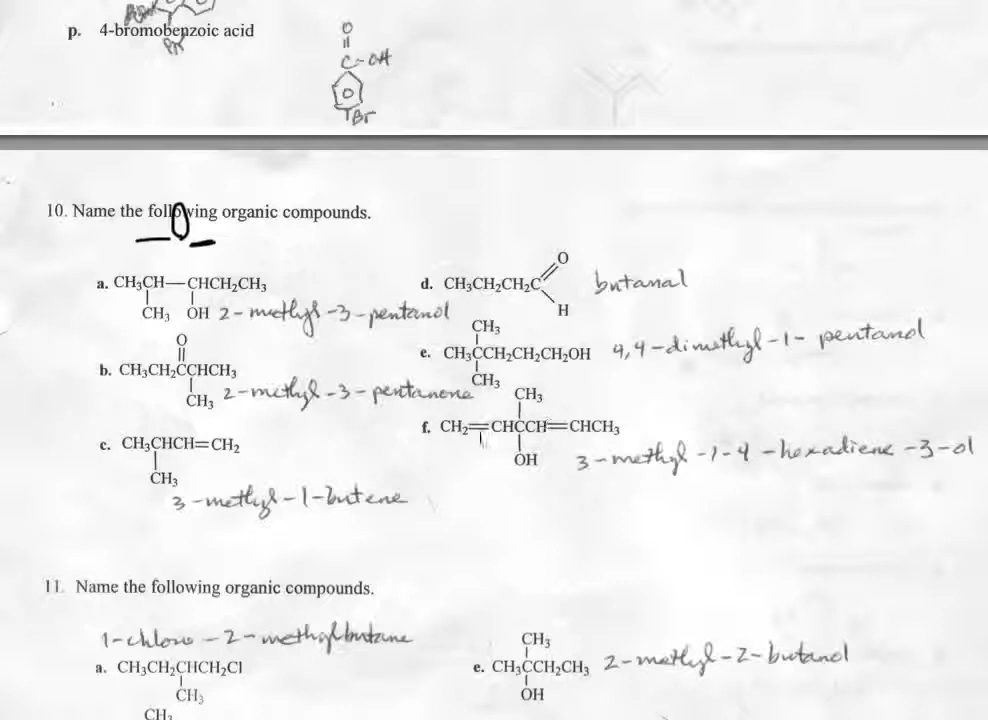 p. 4-bromobenzoic acid
Br
O
C-OH
Br
10. Name the following organic compounds.
a. CH₃CH—CHCH₂CH₃
CH₃ OH 2-methyl-3-pentanol
O
b. CH₃CH₂CCHCH₃
CH₃ 2-methyl-3-pentanone
c. CH₃CHCH=CH₂
CH₃
3-methyl-1-butene
O
d. CH₃CH₂CH₂C butanal
H
CH₃
e. CH₃CCH₂CH₂CH₂OH 4,4-dimethyl-1-pentanol
CH₃
CH₃
f. CH₂=CHCCH=CHCH₃
OH 3-methyl-1-4-hexadiene-3-ol
11. Name the following organic compounds.
1-chloro-2-methylbutane
a. CH₃CH₂CHCH₂Cl
CH₃
CH₃
CH₃
e. CH₃CCH₂CH₃ 2-methyl-2-butanol
OH